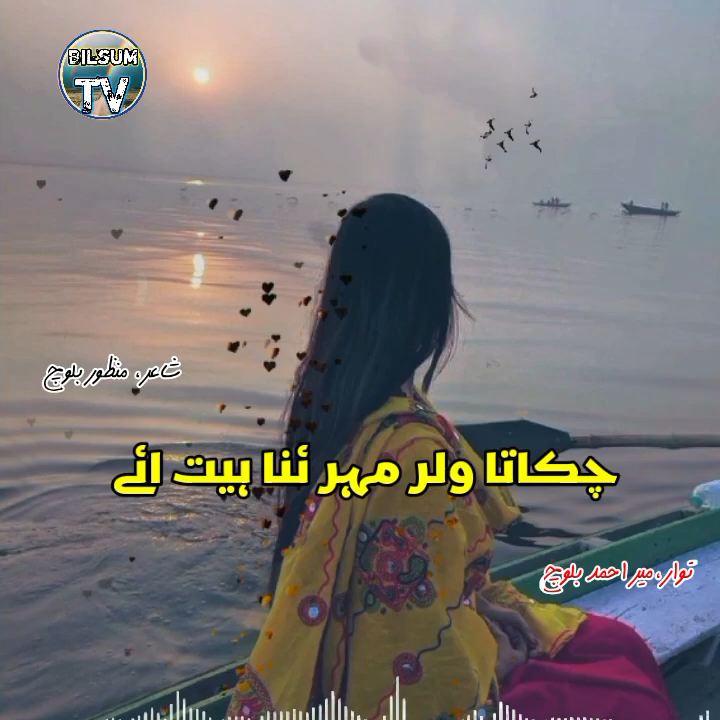 BILSUM
TV
شاعر، منظور بلوچ
چکاتا ولر مہر ئنا ہیت ائے
توار، میر احمد بلوچ